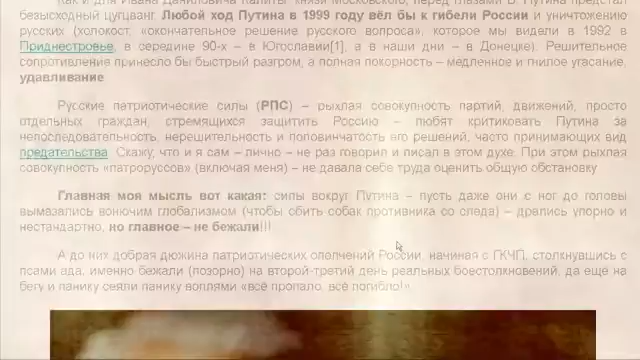 Как и для Ивана Даниловича Калиты, князя Московского, перед глазами В. Путина предстал
безысходный цугцванг. Любой ход Путина в 1999 году вёл бы к гибели России и уничтожению
русских (холокост, «окончательное решение русского вопроса», которое мы видели в 1992 в
Приднестровье, в середине 90-х – в Югославии[1], а в наши дни – в Донецке). Решительное
сопротивление принесло бы быстрый разгром, а полная покорность – медленное и гнилое угасание,
удавливание
Русские патриотические силы (РПС) – рыхлая совокупность партий, движений, просто
отдельных граждан, стремящихся защитить Россию – любят критиковать Путина за
непоследовательность, нерешительность и половинчатость его решений, часто принимающих вид
предательства. Скажу, что и я сам – лично – не раз говорил и писал в этом духе. При этом рыхлая
совокупность «патроруссов» (включая меня) – не давала себе труда оценить общую обстановку
Главная моя мысль вот какая: силы вокруг Путина – пусть даже они с ног до головы
вымазались вонючим глобализмом (чтобы сбить собак противника со следа) – дрались упорно и
нестандартно, но главное – не бежали!!!
А до них добрая дюжина патриотических ополчений России, начиная с ГКЧП, столкнувшись с
псами ада, именно бежали (позорно) на второй-третий день реальных боестолкновений, да ещё на
бегу и панику сеяли панику воплями «всё пропало, всё погибло!»